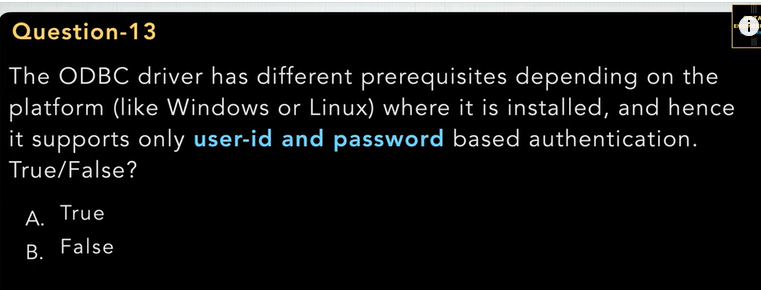 Question-13
The ODBC driver has different prerequisites depending on the
platform (like Windows or Linux) where it is installed, and hence
it supports only user-id and password based authentication.
True/False?
A. True
B. False